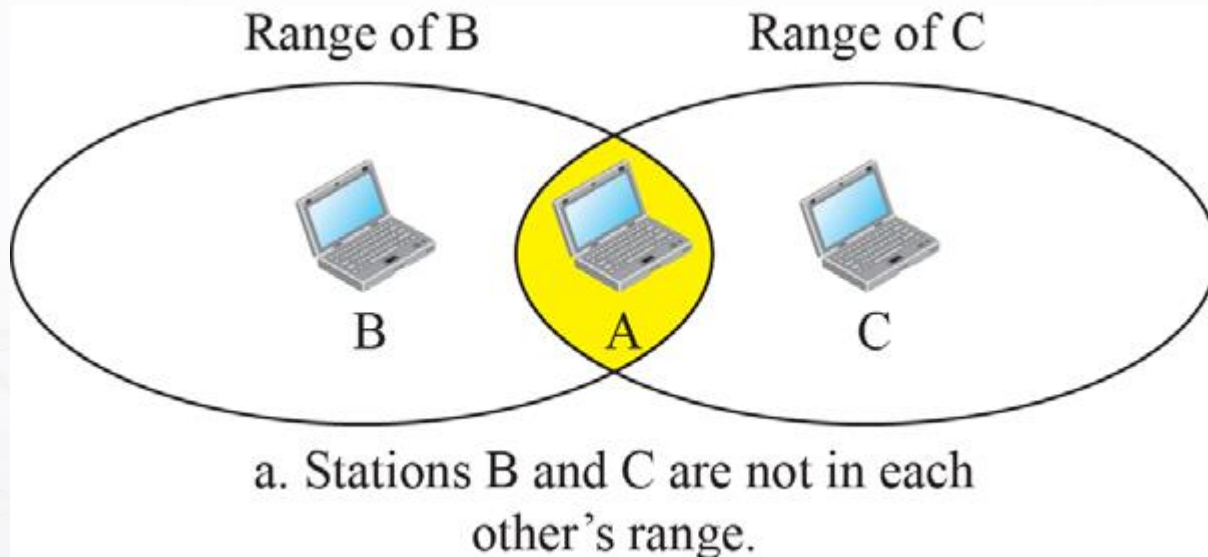 Range of B
Range of C
B
A
C
a. Stations B and C are not in each
other’s range.